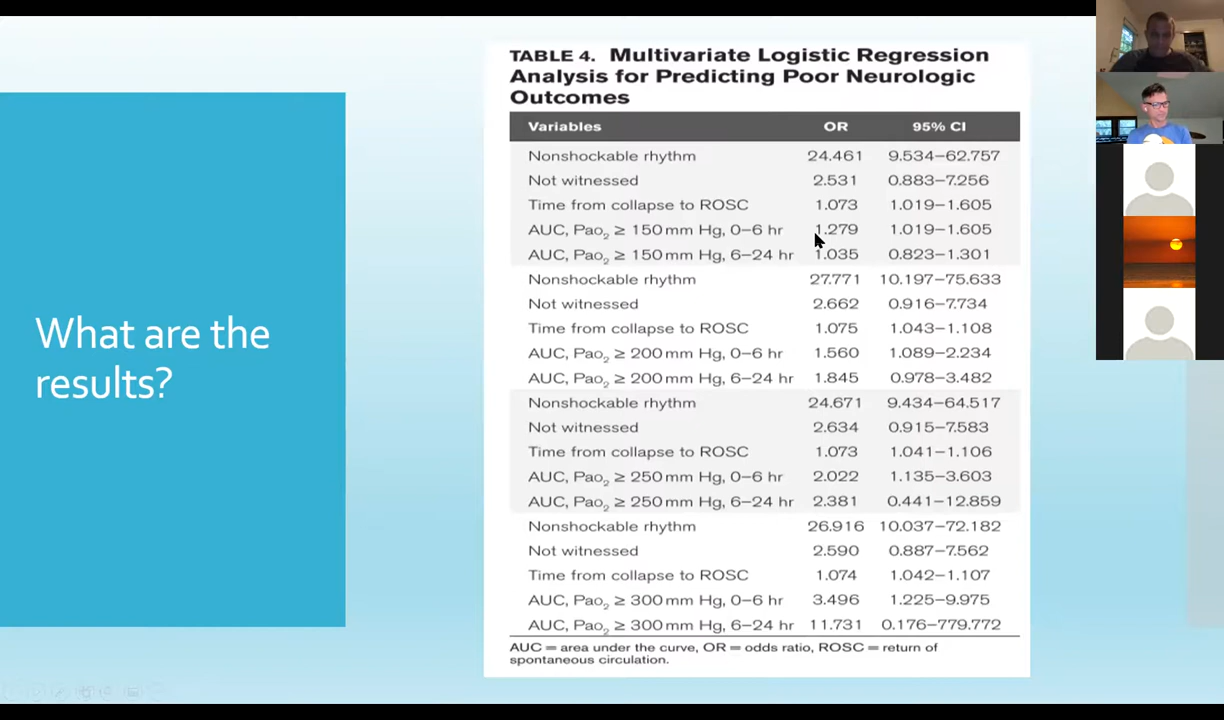 What are the
results?
TABLE 4. Multivariate Logistic Regression
Analysis for Predicting Poor Neurologic
Outcomes
Variables OR 95% CI
Nonshockable rhythm 24.461 9.534–62.757
Not witnessed 2.531 0.883–7.256
Time from collapse to ROSC 1.073 1.019–1.605
AUC, Pao₂ ≥ 150 mm Hg, 0–6 hr 1.279 1.019–1.605
AUC, Pao₂ ≥ 150 mm Hg, 6–24 hr 1.035 0.823–1.301
Nonshockable rhythm 27.771 10.197–75.633
Not witnessed 2.662 0.916–7.734
Time from collapse to ROSC 1.075 1.043–1.108
AUC, Pao₂ ≥ 200 mm Hg, 0–6 hr 1.560 1.089–2.234
AUC, Pao₂ ≥ 200 mm Hg, 6–24 hr 1.845 0.978–3.482
Nonshockable rhythm 24.671 9.434–64.517
Not witnessed 2.634 0.915–7.583
Time from collapse to ROSC 1.073 1.041–1.106
AUC, Pao₂ ≥ 250 mm Hg, 0–6 hr 2.022 1.135–3.603
AUC, Pao₂ ≥ 250 mm Hg, 6–24 hr 2.381 0.441–12.859
Nonshockable rhythm 26.916 10.037–72.182
Not witnessed 2.590 0.887–7.562
Time from collapse to ROSC 1.074 1.042–1.107
AUC, Pao₂ ≥ 300 mm Hg, 0–6 hr 3.496 1.225–9.975
AUC, Pao₂ ≥ 300 mm Hg, 6–24 hr 11.731 0.176–779.772
AUC = area under the curve, OR = odds ratio, ROSC = return of
spontaneous circulation.